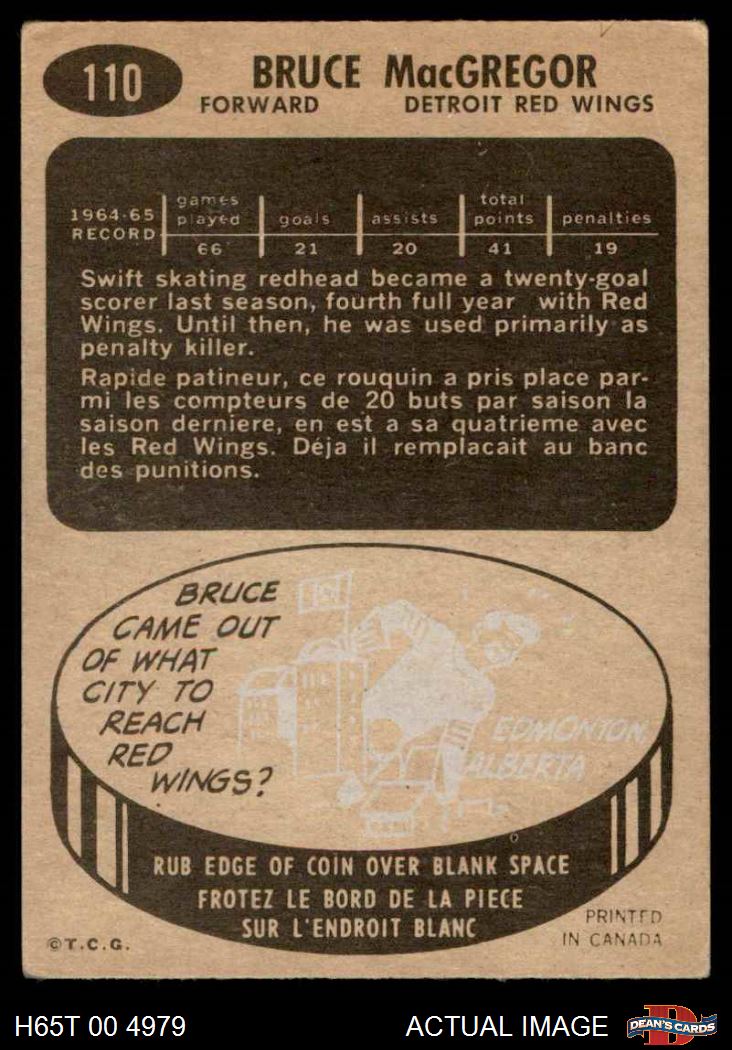 110
BRUCE MacGREGOR
FORWARD DETROIT RED WINGS
1964-65 RECORD games played goals assists total points penalties
66 21 20 41 19
Swift skating redhead became a twenty-goal
scorer last season, fourth full year with Red
Wings. Until then, he was used primarily as
penalty killer.
Rapide patineur, ce rouquin a pris place par-
mi les compteurs de 20 buts par saison la
saison derniere, en est a sa quatrieme avec
les Red Wings. Déja il remplacait au banc
des punitions.
BRUCE
CAME OUT
OF WHAT
CITY TO
REACH
RED
WINGS?
EDMONTON,
ALBERTA
RUB EDGE OF COIN OVER BLANK SPACE
FROTEZ LE BORD DE LA PIECE
SUR L'ENDROIT BLANC
©T.C.G.
PRINTED
IN CANADA
H65T 00 4979 ACTUAL IMAGE DEAN'S CARDS